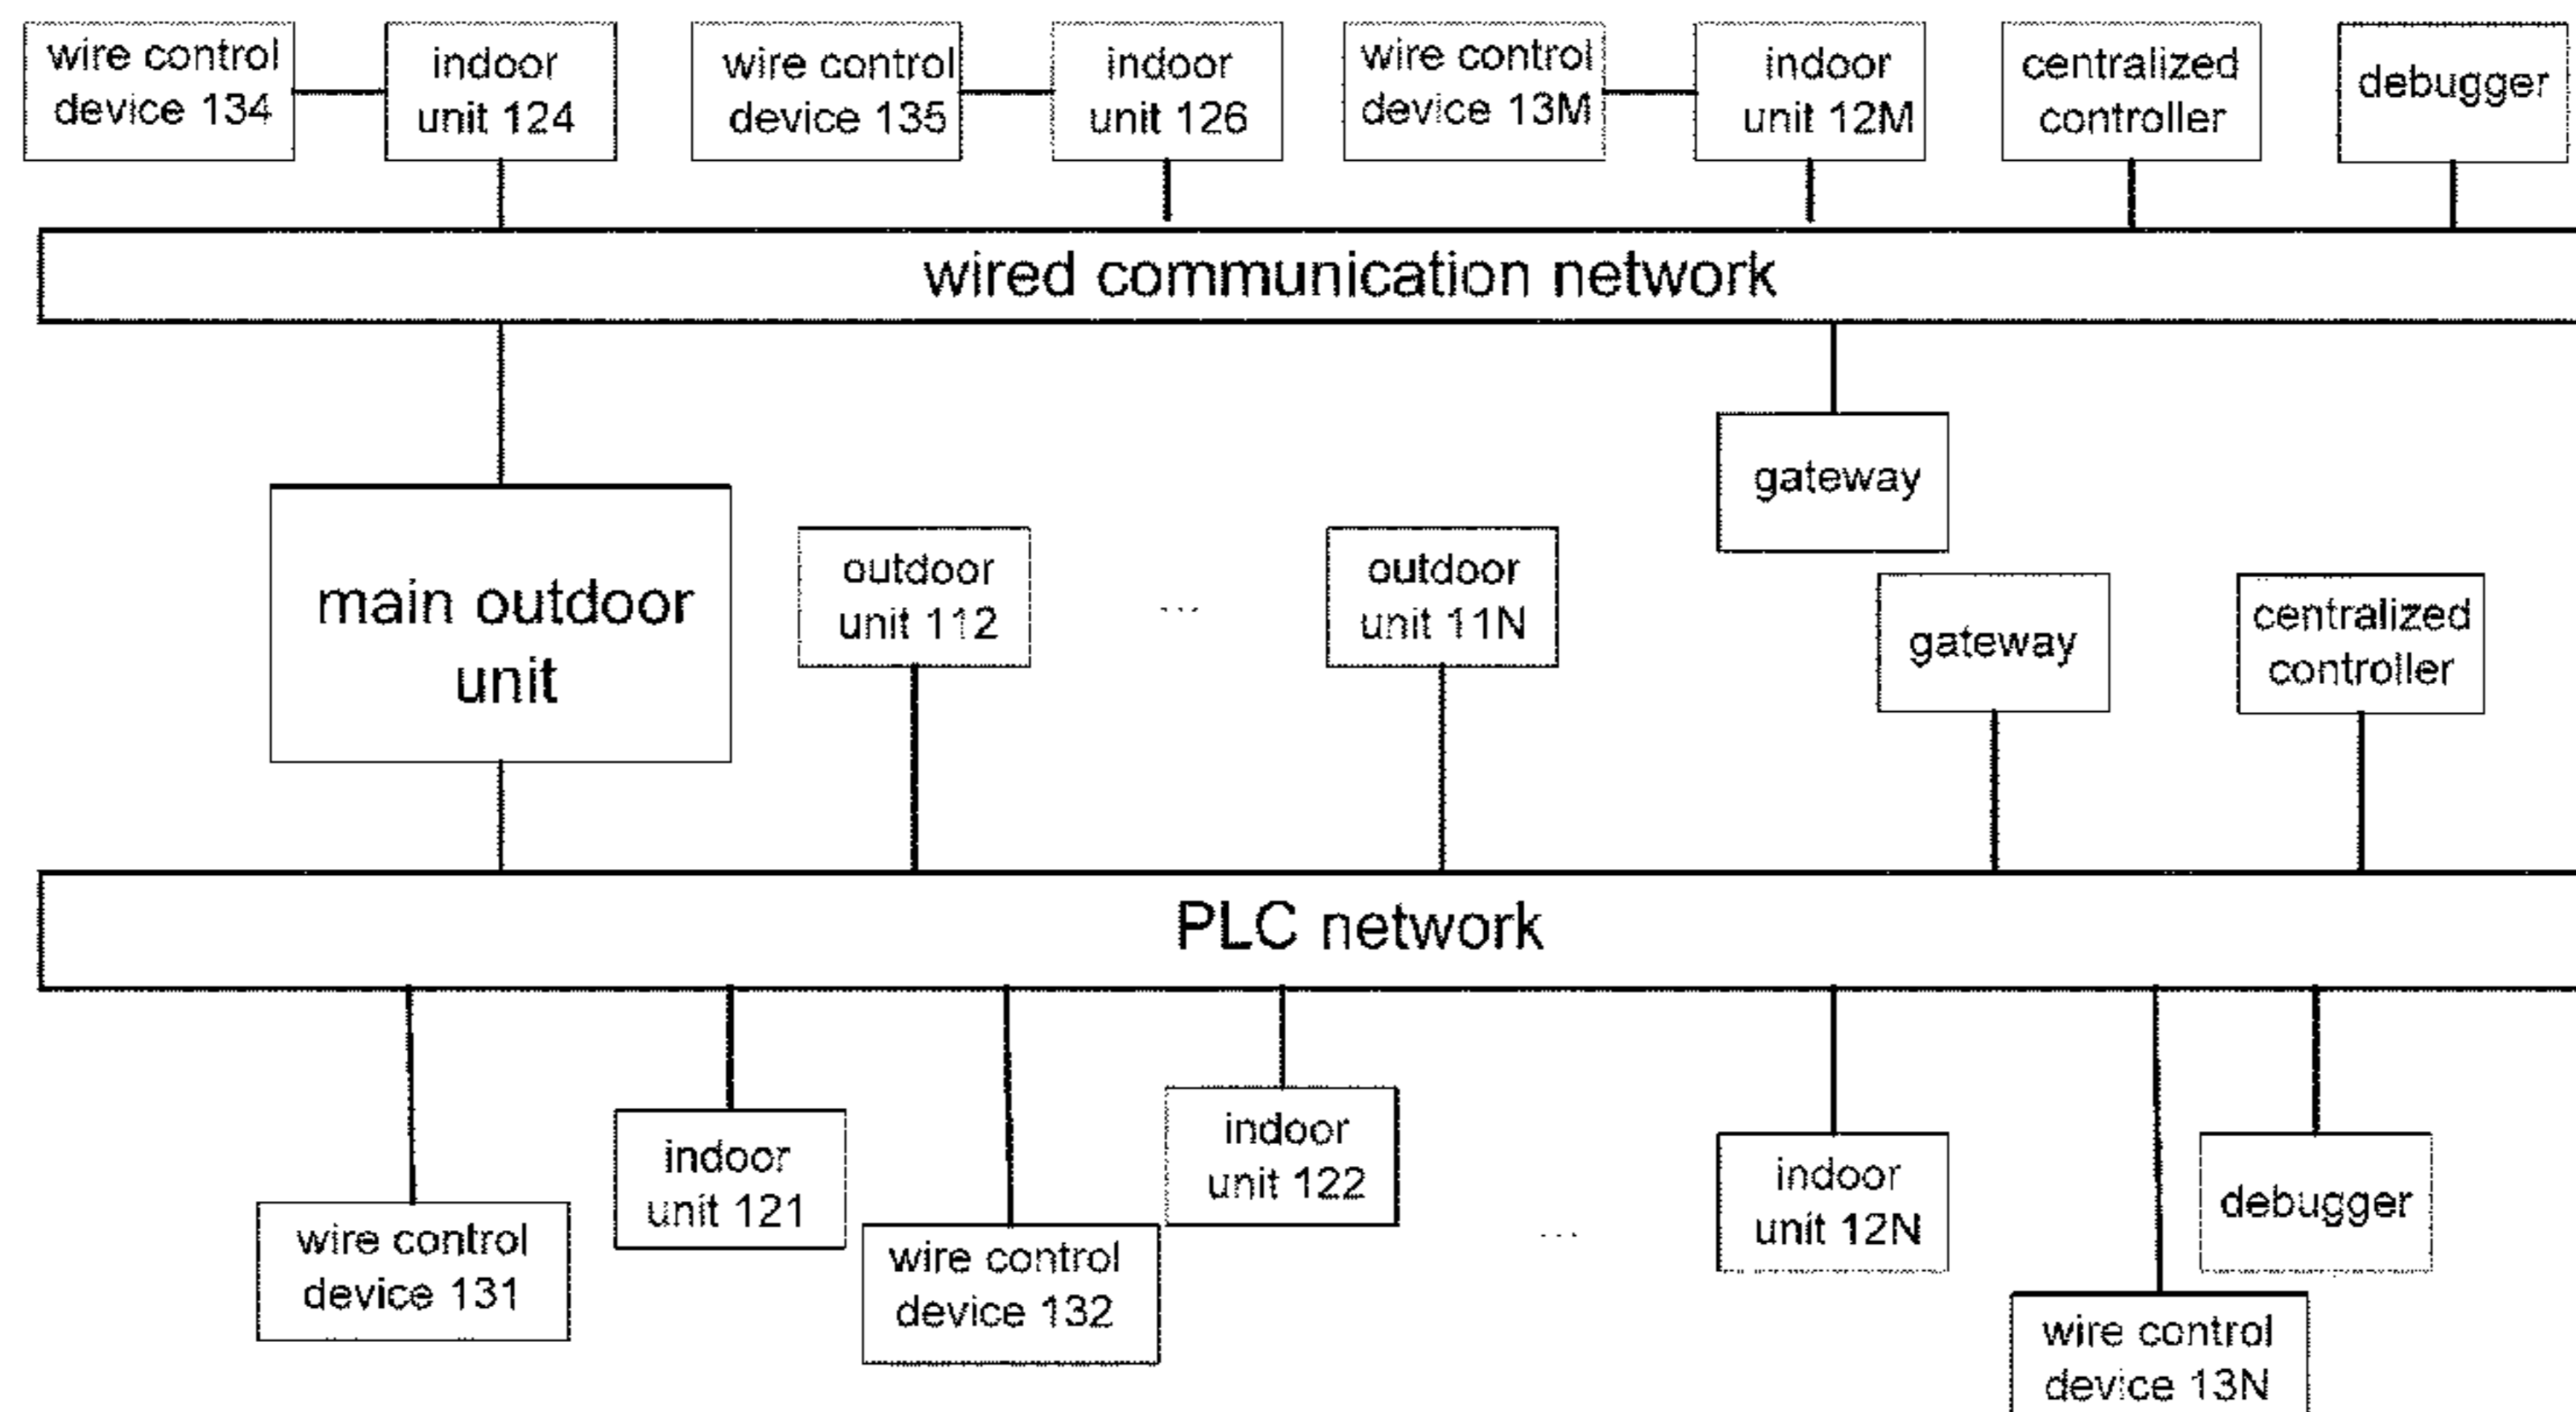 wire control
device 134
indoor
unit 124
wire control
device 135
indoor
unit 126
wire control
device 13M
indoor
unit 12M
centralized
controller
debugger
wired communication network
gateway
main outdoor
unit
outdoor
unit 112
...
outdoor
unit 11N
gateway
centralized
controller
PLC network
wire control
device 131
indoor
unit 121
wire control
device 132
indoor
unit 122
...
indoor
unit 12N
debugger
wire control
device 13N